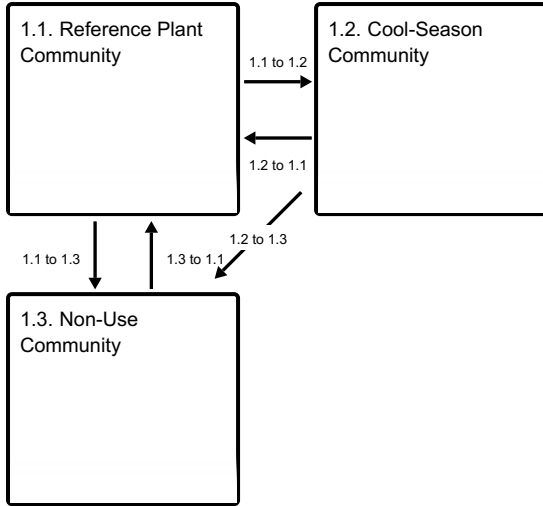 1.1. Reference Plant
Community
1.2. Cool-Season
Community
1.1 to 1.2
1.2 to 1.1
1.2 to 1.3
1.1 to 1.3
1.3 to 1.1
1.3. Non-Use
Community